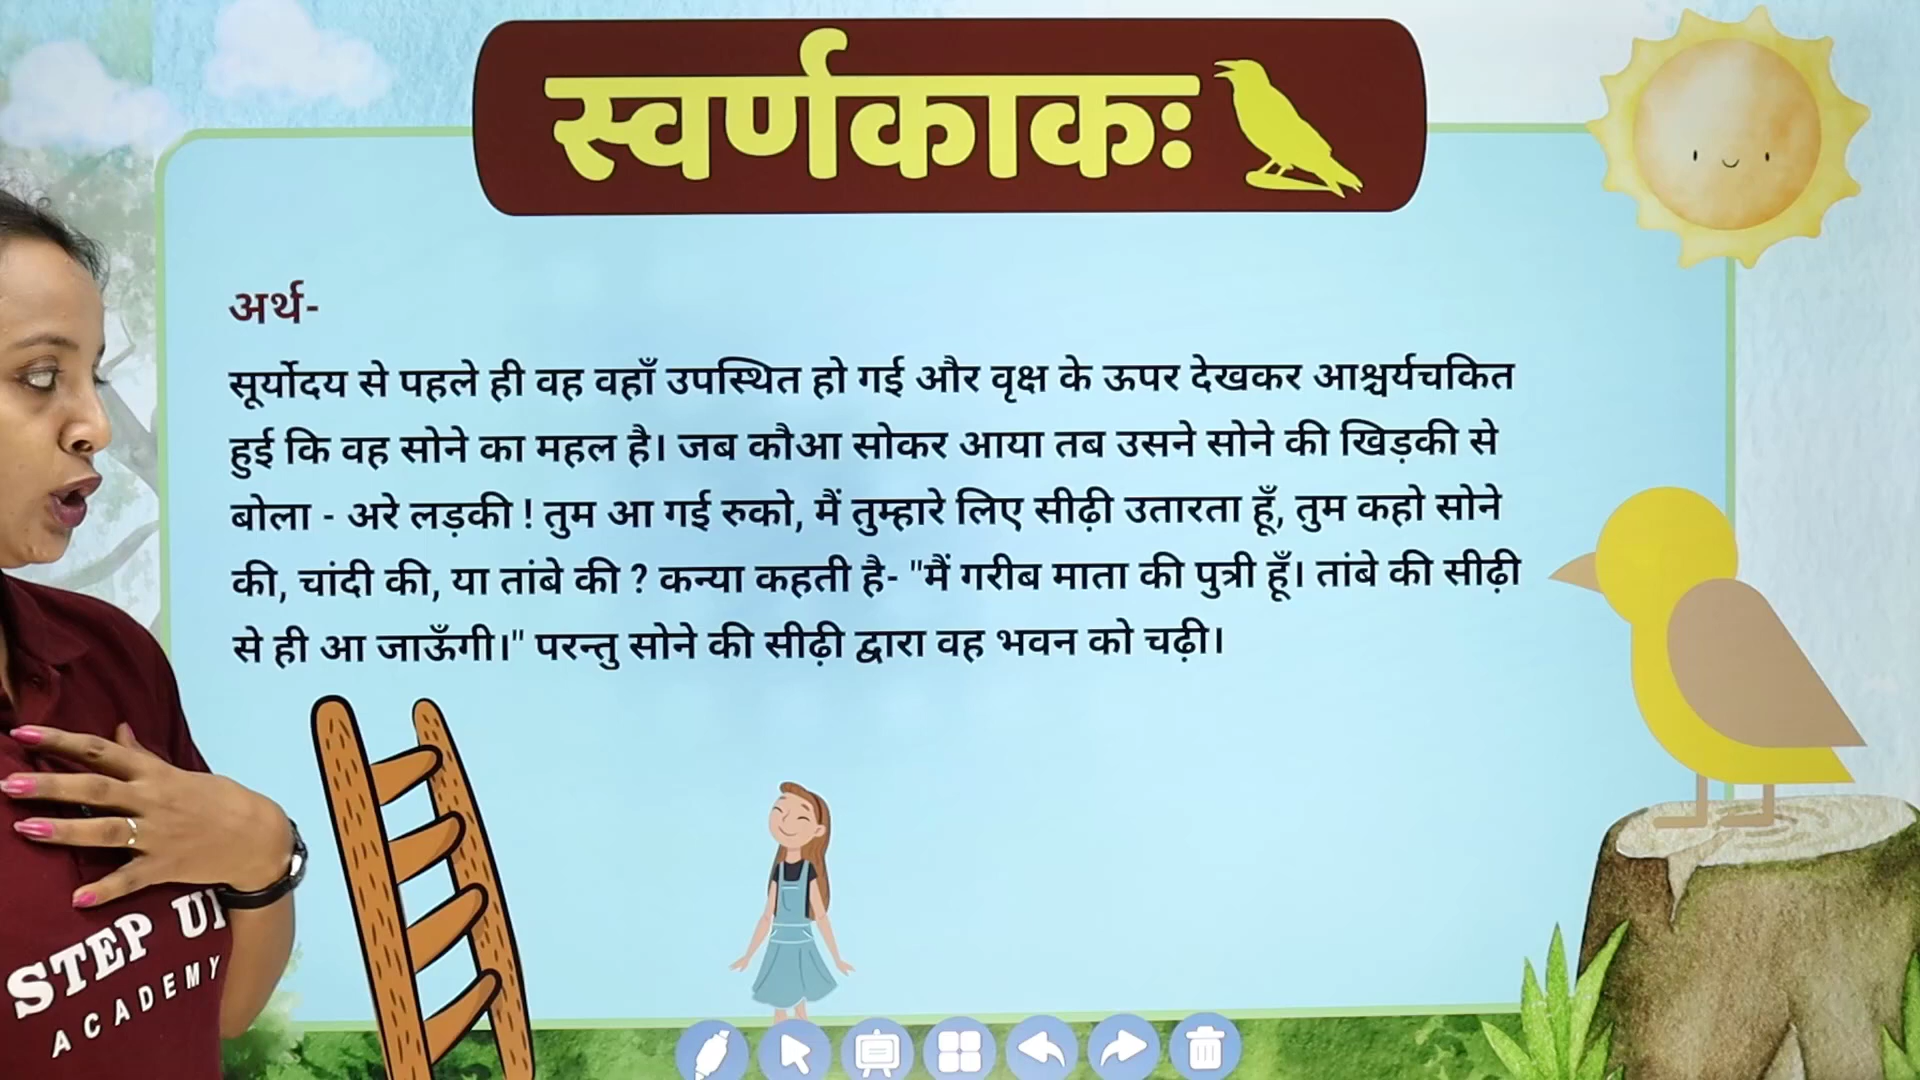 स्वर्णकाकः
अर्थ-
सूर्योदय से पहले ही वह वहाँ उपस्थित हो गई और वृक्ष के ऊपर देखकर आश्चर्यचकित
हुई कि वह सोने का महल है। जब कौआ सोकर आया तब उसने सोने की खिड़की से
बोला - अरे लड़की ! तुम आ गई रुको, मैं तुम्हारे लिए सीढ़ी उतारता हूँ, तुम कहो सोने
की, चांदी की, या तांबे की ? कन्या कहती है- "मैं गरीब माता की पुत्री हूँ। तांबे की सीढ़ी
से ही आ जाऊँगी।" परन्तु सोने की सीढ़ी द्वारा वह भवन को चढ़ी।
STEP UP
ACADEMY